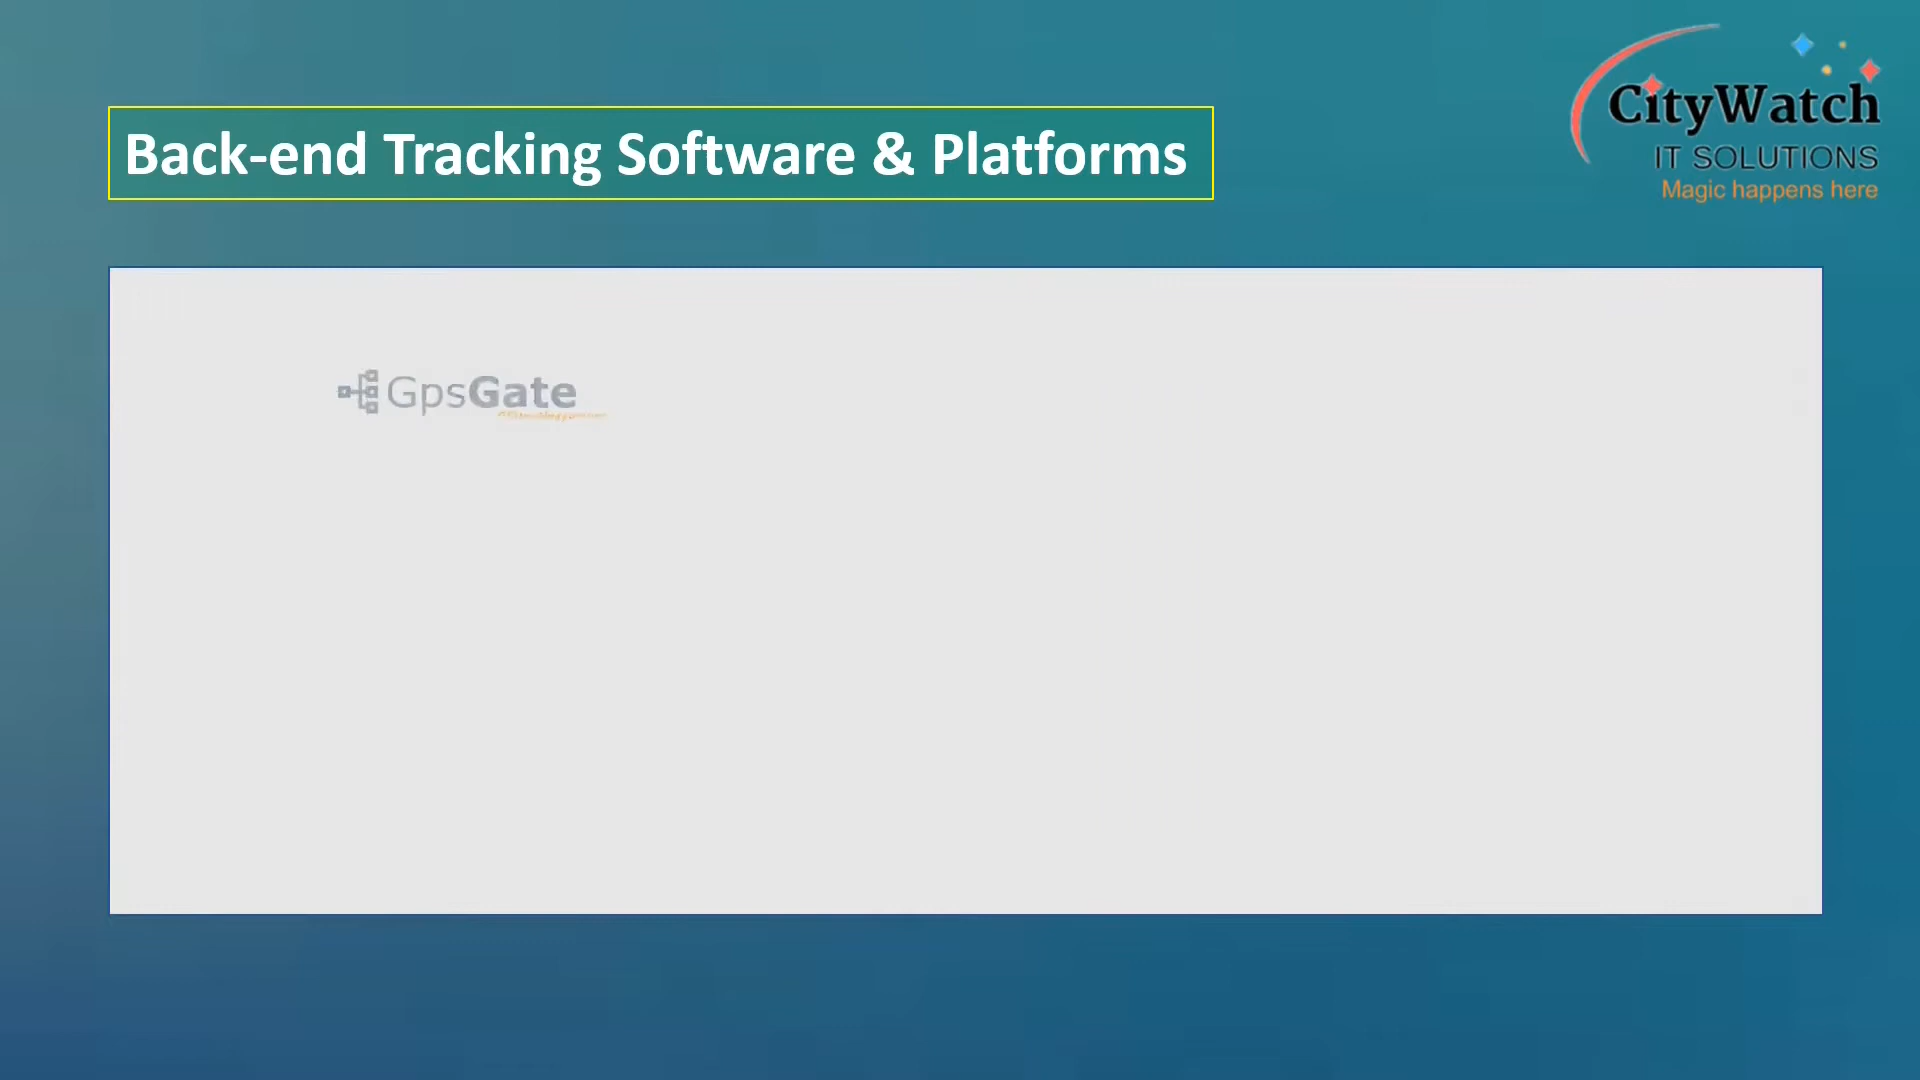 Back-end Tracking Software & Platforms
CityWatch
IT SOLUTIONS
Magic happens here
GpsGate